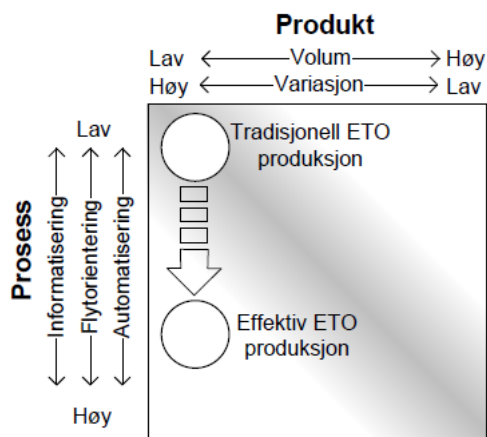 Produkt
Lav Volum Høy
Høy Variasjon Lav
Lav
Tradisjonell ETO
produksjon
Prosess
Informatisering
Flytorientering
Automatisering
Effektiv ETO
produksjon
Høy